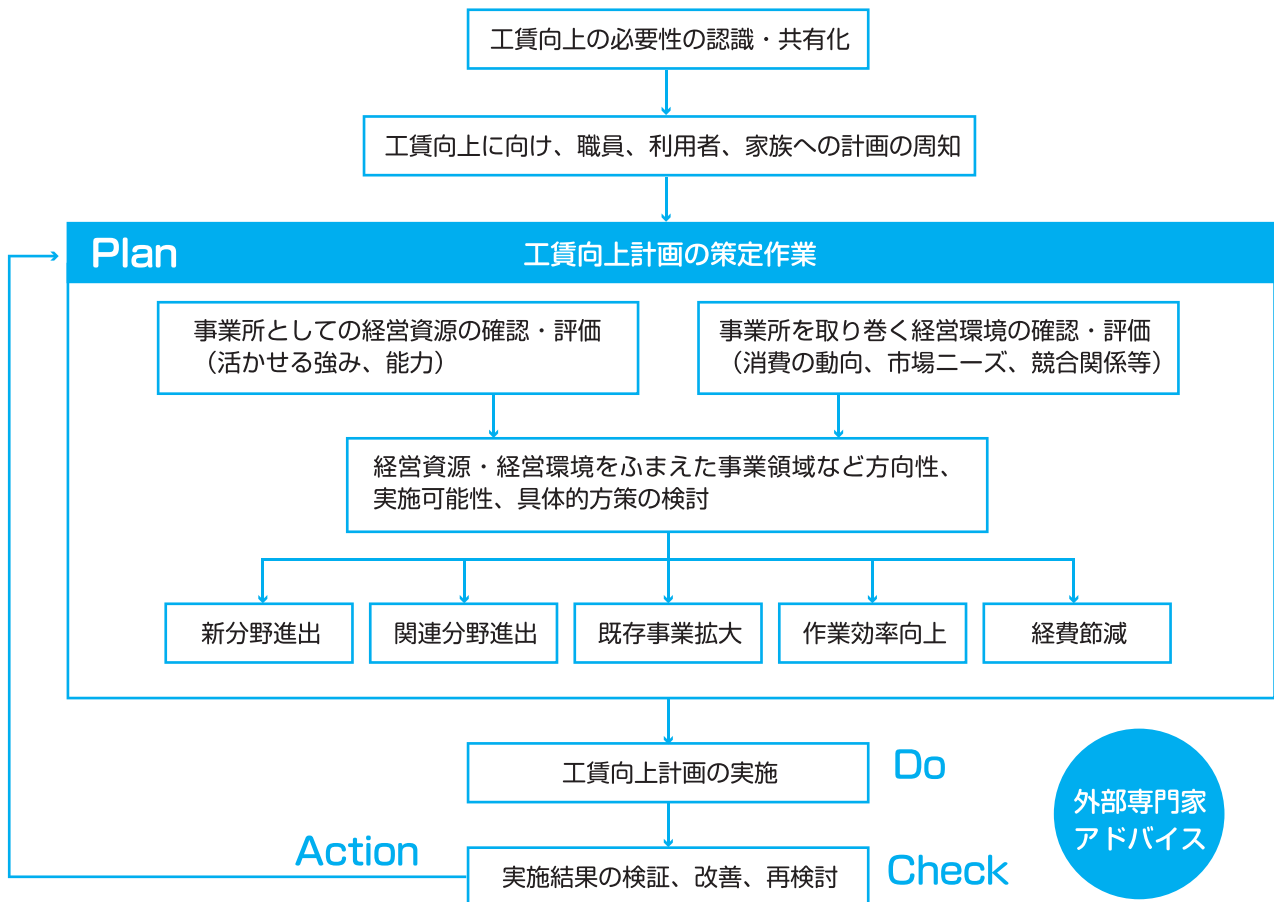 工賃向上の必要性の認識・共有化
工賃向上に向け、職員、利用者、家族への計画の周知
Plan
工賃向上計画の策定作業
事業所としての経営資源の確認・評価
（活かせる強み、能力）
事業所を取り巻く経営環境の確認・評価
（消費の動向、市場ニーズ、競合関係等）
経営資源・経営環境をふまえた事業領域など方向性、
実施可能性、具体的方策の検討
新分野進出
関連分野進出
既存事業拡大
作業効率向上
経費節減
工賃向上計画の実施
Do
外部専門家
アドバイス
Action
実施結果の検証、改善、再検討
Check